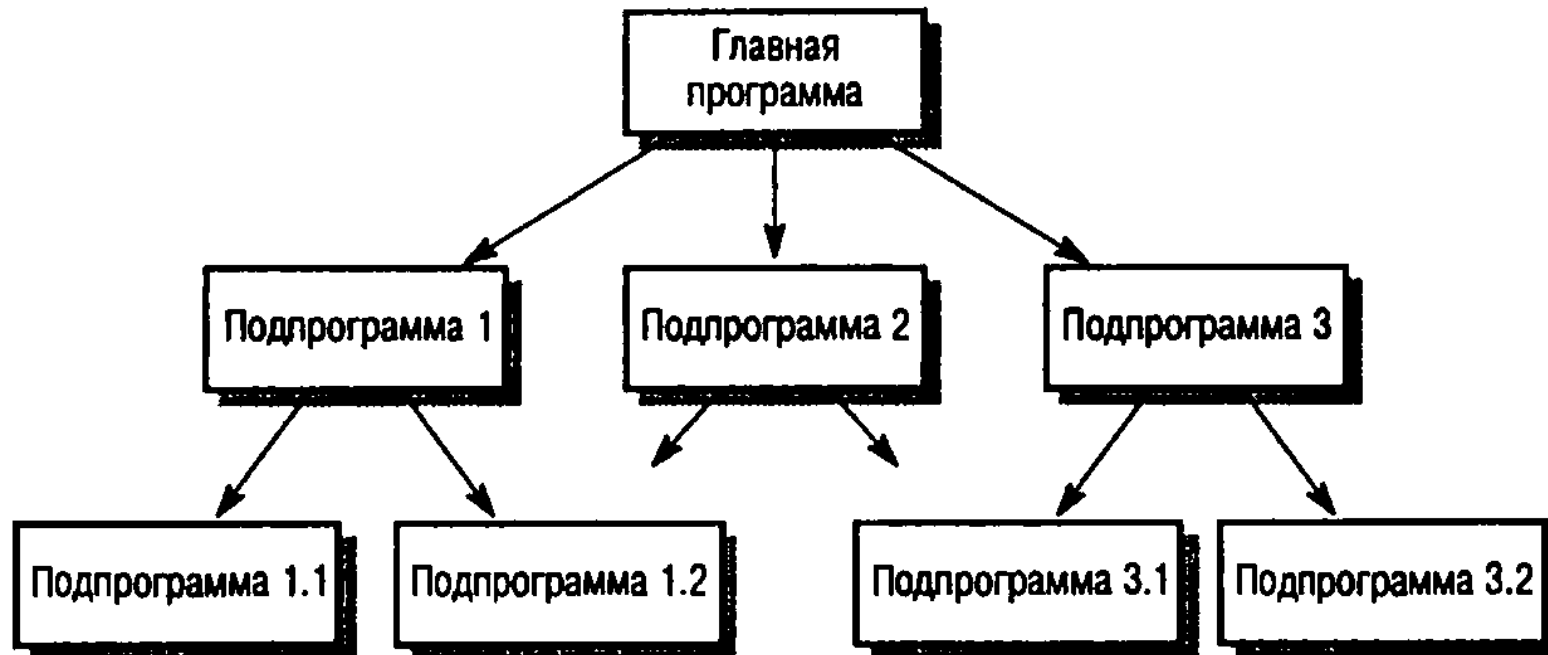 Главная
программа
Подпрограмма 1
Подпрограмма 2
Подпрограмма 3
Подпрограмма 1.1
Подпрограмма 1.2
Подпрограмма 3.1
Подпрограмма 3.2